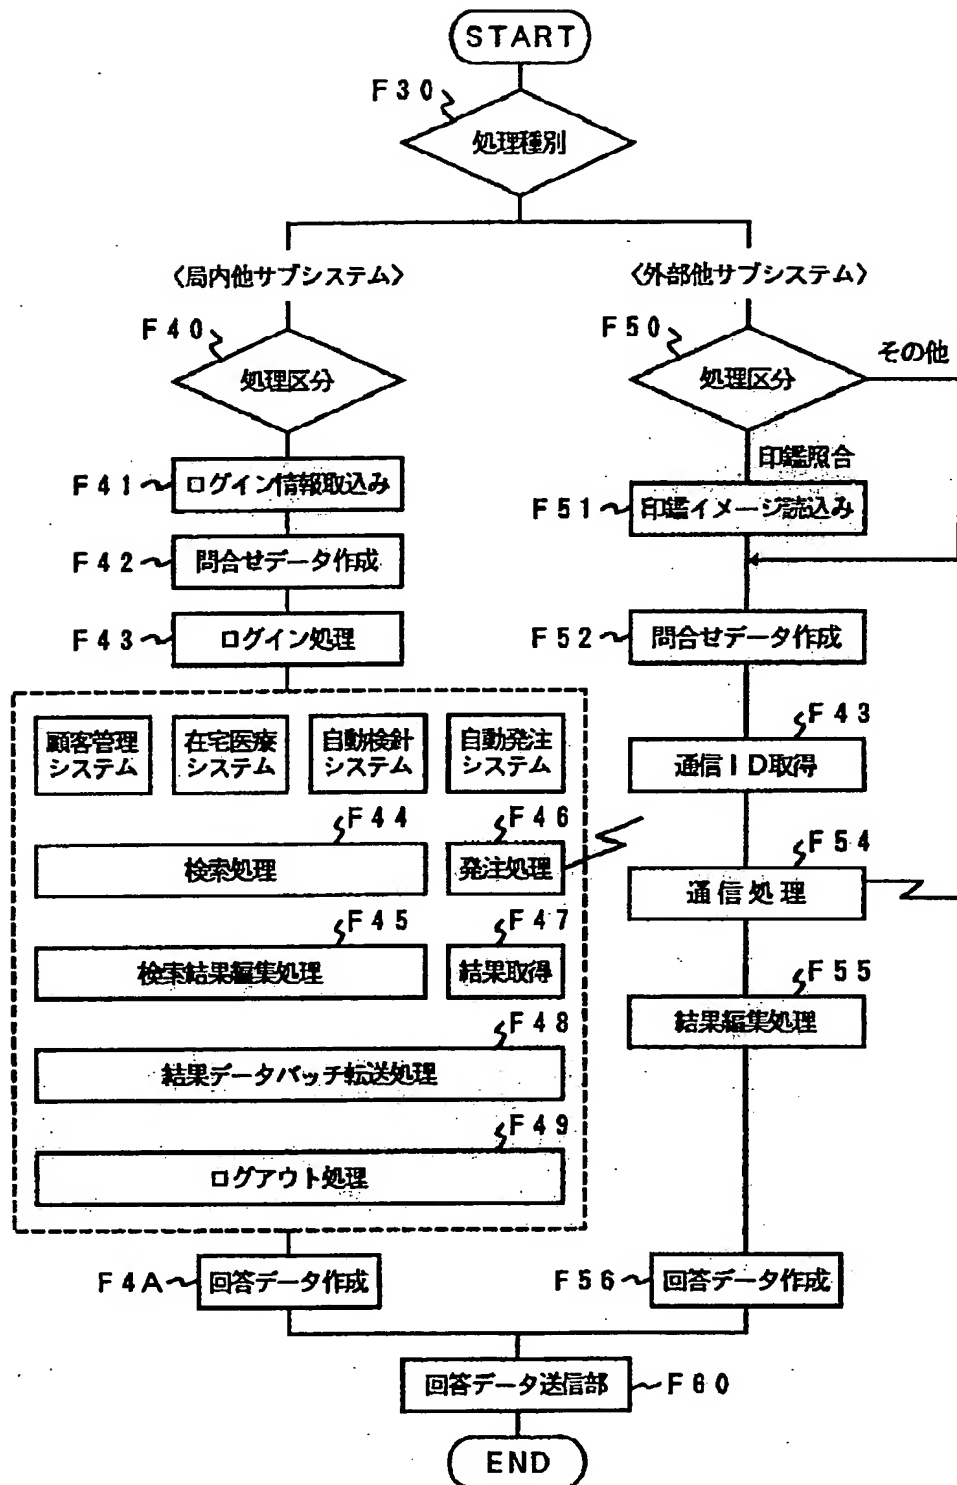 START
F30
処理種別
〈局内他サブシステム〉
F40
処理区分
F41
ログイン情報取込み
F42
問合せデータ作成
F43
ログイン処理
顧客管理
システム
在宅医療
システム
自動検針
システム
自動発注
システム
F44
検索処理
F46
発注処理
F45
検索結果編集処理
F47
結果取得
F48
結果データバッチ転送処理
F49
ログアウト処理
F4A
回答データ作成
〈外部他サブシステム〉
F50
処理区分
その他
印鑑照合
F51
印鑑イメージ読込み
F52
問合せデータ作成
F43
通信ID取得
F54
通信処理
F55
結果編集処理
F56
回答データ作成
回答データ送信部
F60
END